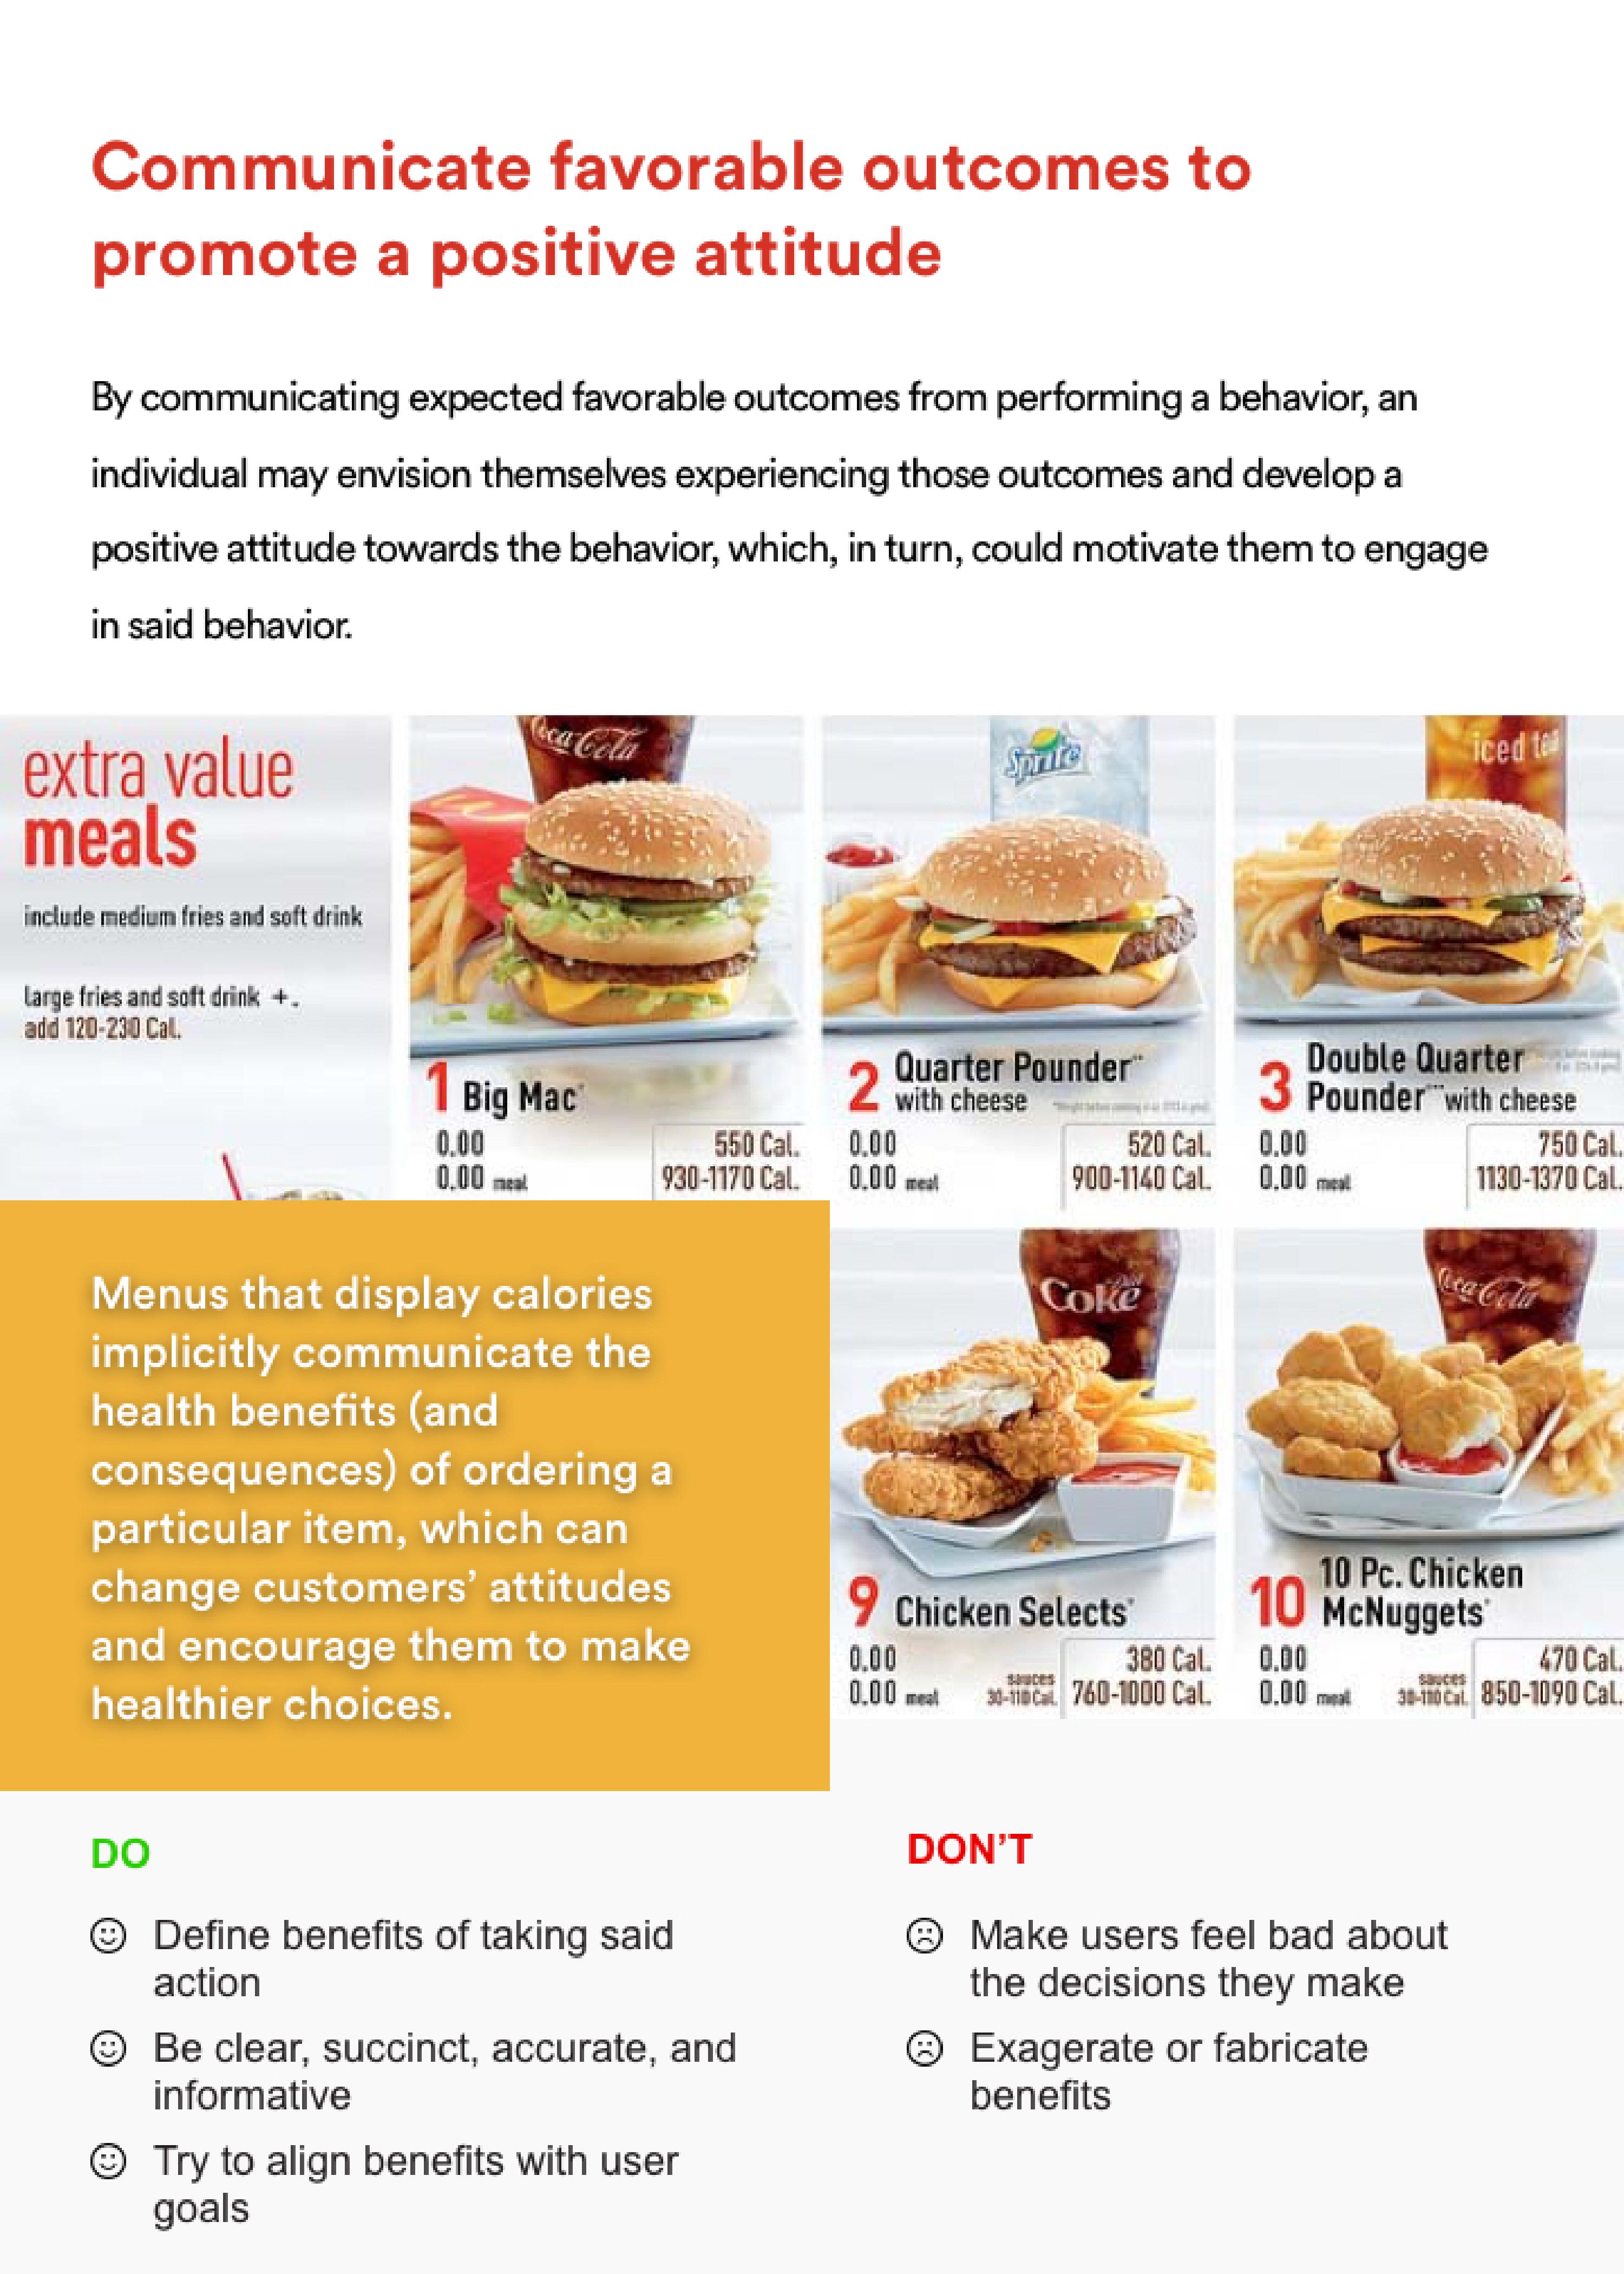 Communicate favorable outcomes to
promote a positive attitude
By communicating expected favorable outcomes from performing a behavior, an
individual may envision themselves experiencing those outcomes and develop a
positive attitude towards the behavior, which, in turn, could motivate them to engage
in said behavior.
extra value
meals
include medium fries and soft drink
large fries and soft drink +.
add 120-230 Cal.
Coca-Cola
1 Big Mac
0.00 550 Cal.
0.00 meal 930-1170 Cal.
Sprite
2 Quarter Pounder
with cheese
0.00 520 Cal.
0.00 meal 900-1140 Cal.
iced tea
3 Double Quarter
Pounder with cheese
0.00 750 Cal.
0.00 meal 1130-1370 Cal.
Menus that display calories
implicitly communicate the
health benefits (and
consequences) of ordering a
particular item, which can
change customers’ attitudes
and encourage them to make
healthier choices.
Coke
9 Chicken Selects
0.00 380 Cal.
0.00 meal sauces 30-110 Cal. 760-1000 Cal.
Coca-Cola
10 10 Pc. Chicken
McNuggets
0.00 470 Cal.
0.00 meal sauces 30-110 Cal. 850-1090 Cal.
DO
Define benefits of taking said
action
Be clear, succinct, accurate, and
informative
Try to align benefits with user
goals
DON’T
Make users feel bad about
the decisions they make
Exagerate or fabricate
benefits